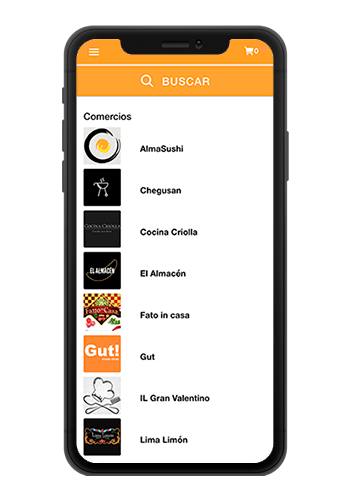 0
BUSCAR
Comercios
AlmaSushi
Chegusan
COCINA CRIOLLA
Cocina Criolla
EL ALMACÉN
El Almacén
Fatto in Casa
Fato in casa
Gut!
Gut
IL Gran Valentino
Lima Limón
Lima Limón